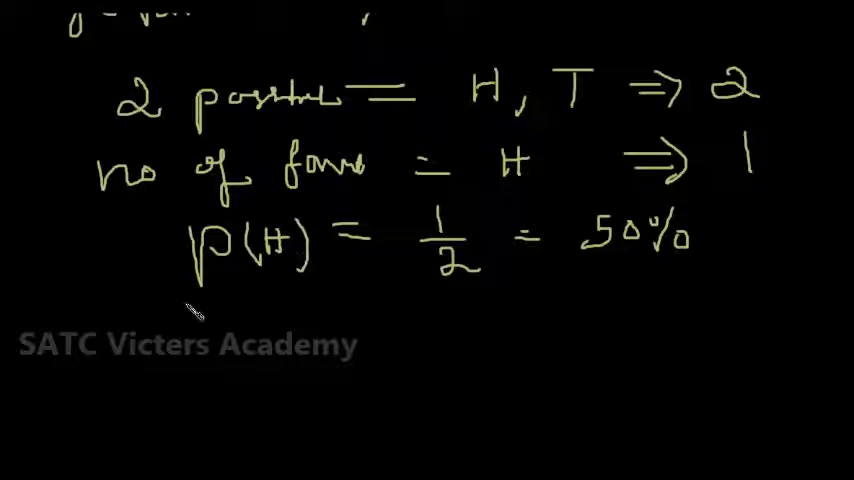 2 possible = H, T ⇒ 2
no of favo = H ⇒ 1
P(H) = 1/2 = 50%
SATC Victers Academy